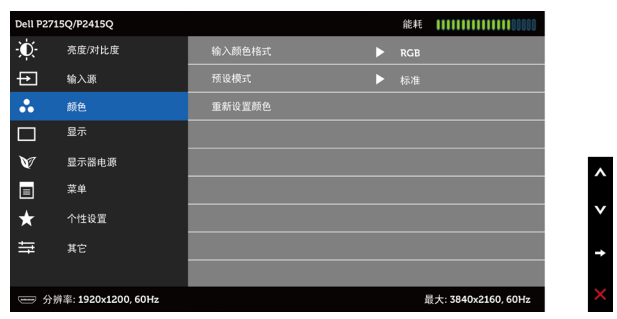 Dell P2715Q/P2415Q 能耗
亮度/对比度 输入颜色格式 RGB
输入源 预设模式 标准
颜色 重新设置颜色
显示
显示器电源
菜单
个性设置
其它
分辨率: 1920x1200, 60Hz 最大: 3840x2160, 60Hz